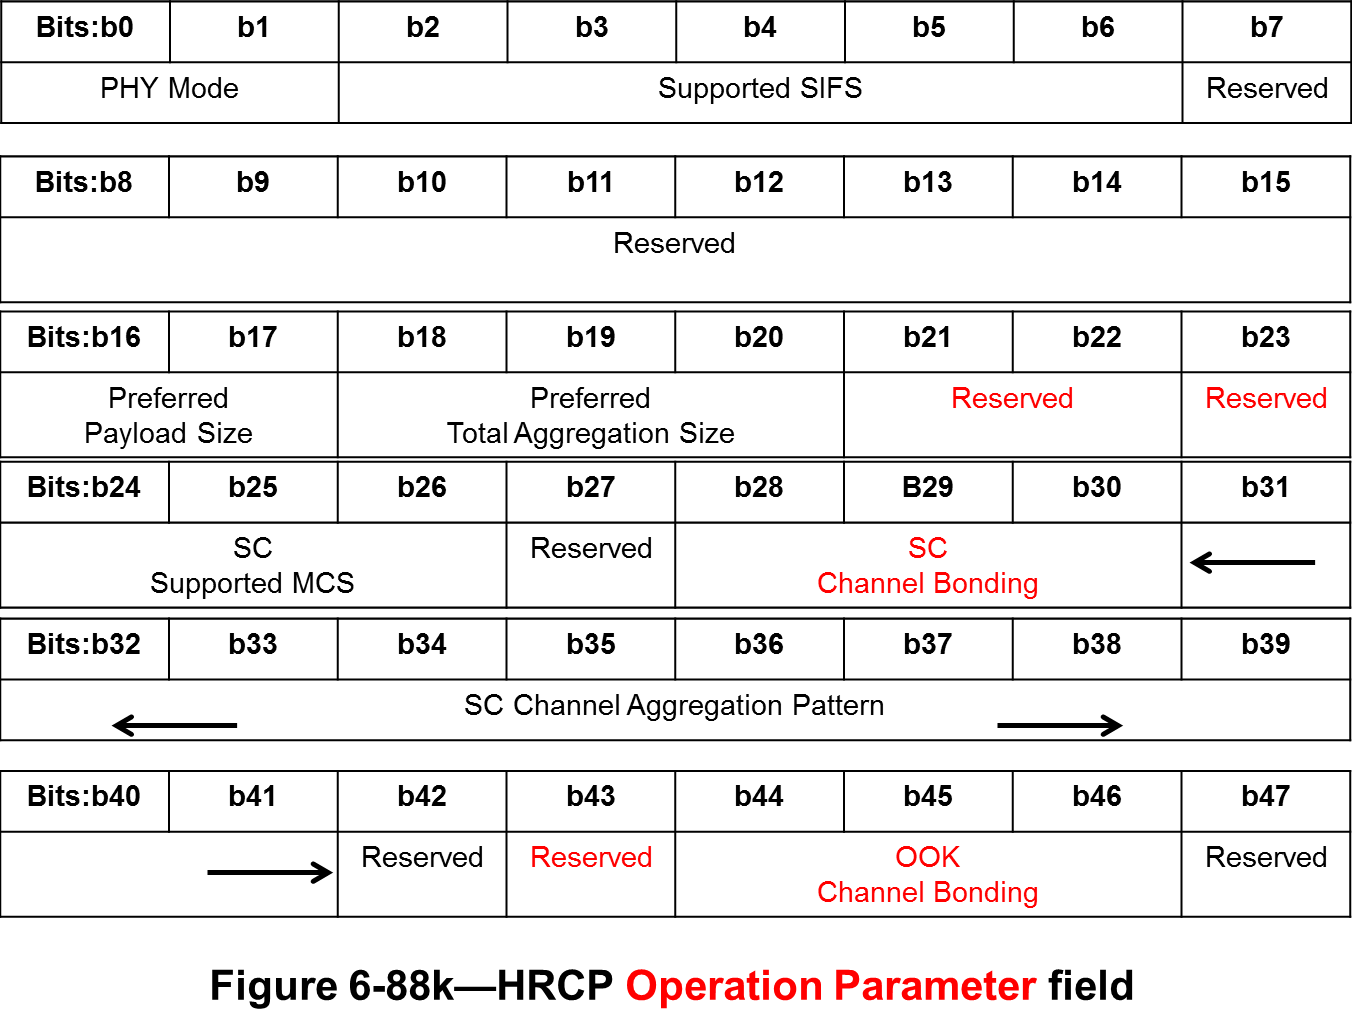 Bits:b0 b1 b2 b3 b4 b5 b6 b7
PHY Mode Supported SIFS Reserved
Bits:b8 b9 b10 b11 b12 b13 b14 b15
Reserved
Bits:b16 b17 b18 b19 b20 b21 b22 b23
Preferred Preferred Reserved Reserved
Payload Size Total Aggregation Size
Bits:b24 b25 b26 b27 b28 B29 b30 b31
SC Reserved SC
Supported MCS Channel Bonding
Bits:b32 b33 b34 b35 b36 b37 b38 b39
SC Channel Aggregation Pattern
Bits:b40 b41 b42 b43 b44 b45 b46 b47
Reserved Reserved OOK Reserved
Channel Bonding
Figure 6-88k—HRCP Operation Parameter field